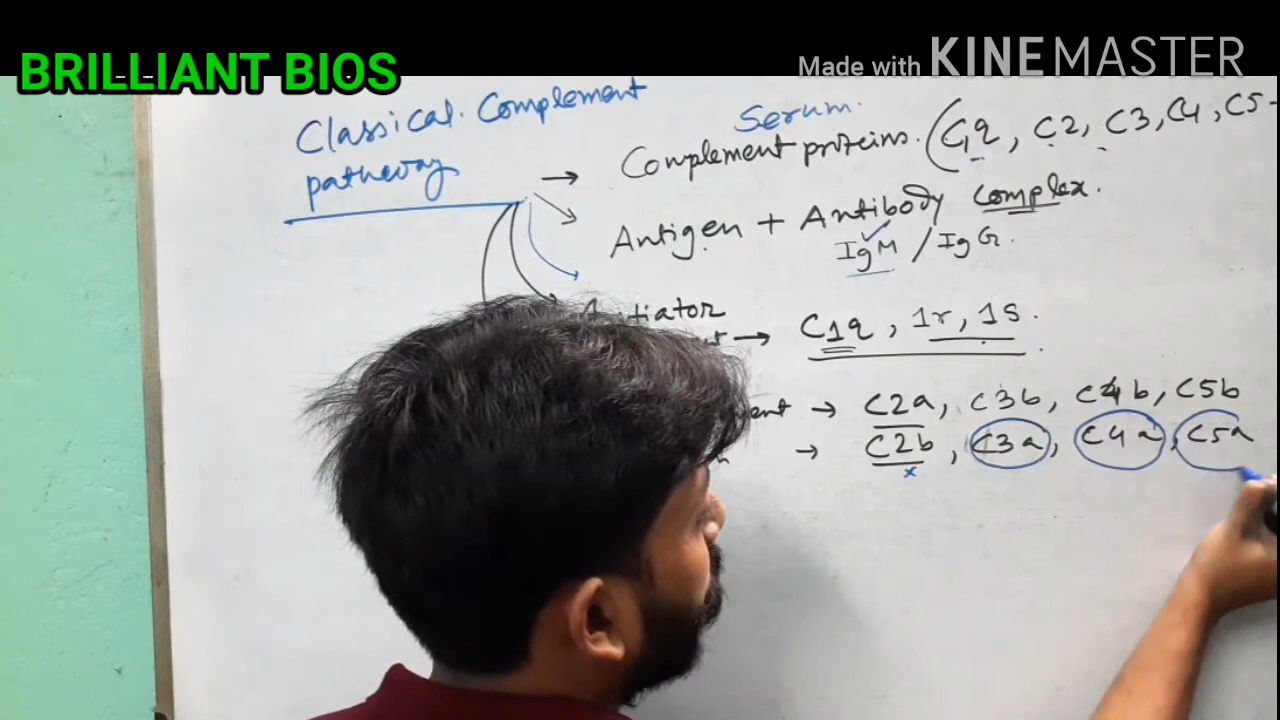 BRILLIANT BIOS
Made with KINEMASTER
Classical Complement
pathway
Serum.
Complement proteins. (C1q, C2, C3, C4, C5-
Antigen + Antibody complex.
IgM / IgG.
→ C1q, 1r, 1s.
→ C2a, C3b, C4b, C5b
→ C2b, C3a, C4a, C5a
x